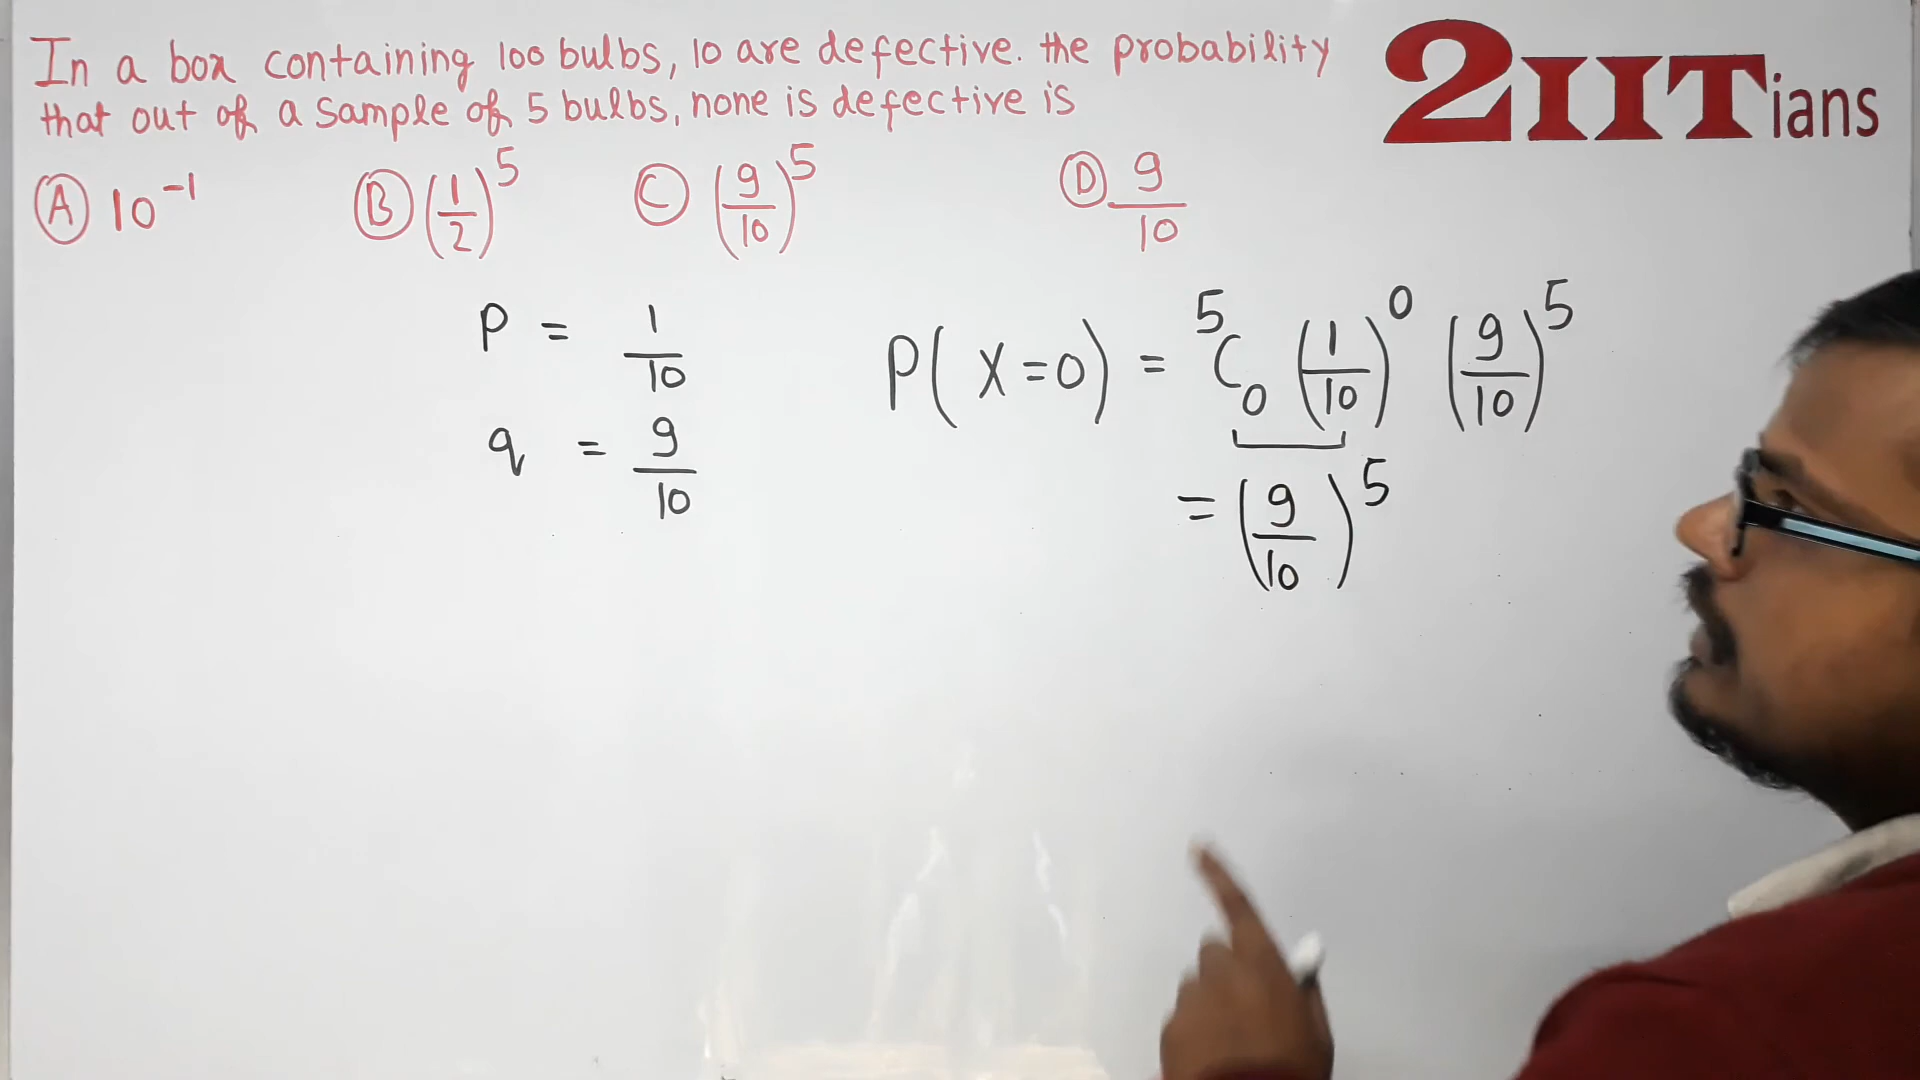 In a box containing 100 bulbs, 10 are defective. the probability
that out of a sample of 5 bulbs, none is defective is
2IITians
(A) 10⁻¹ (B) (1/2)⁵ (C) (9/10)⁵ (D) 9/10
p = 1/10
P(X=0) = ⁵C₀ (1/10)⁰ (9/10)⁵
q = 9/10
= (9/10)⁵